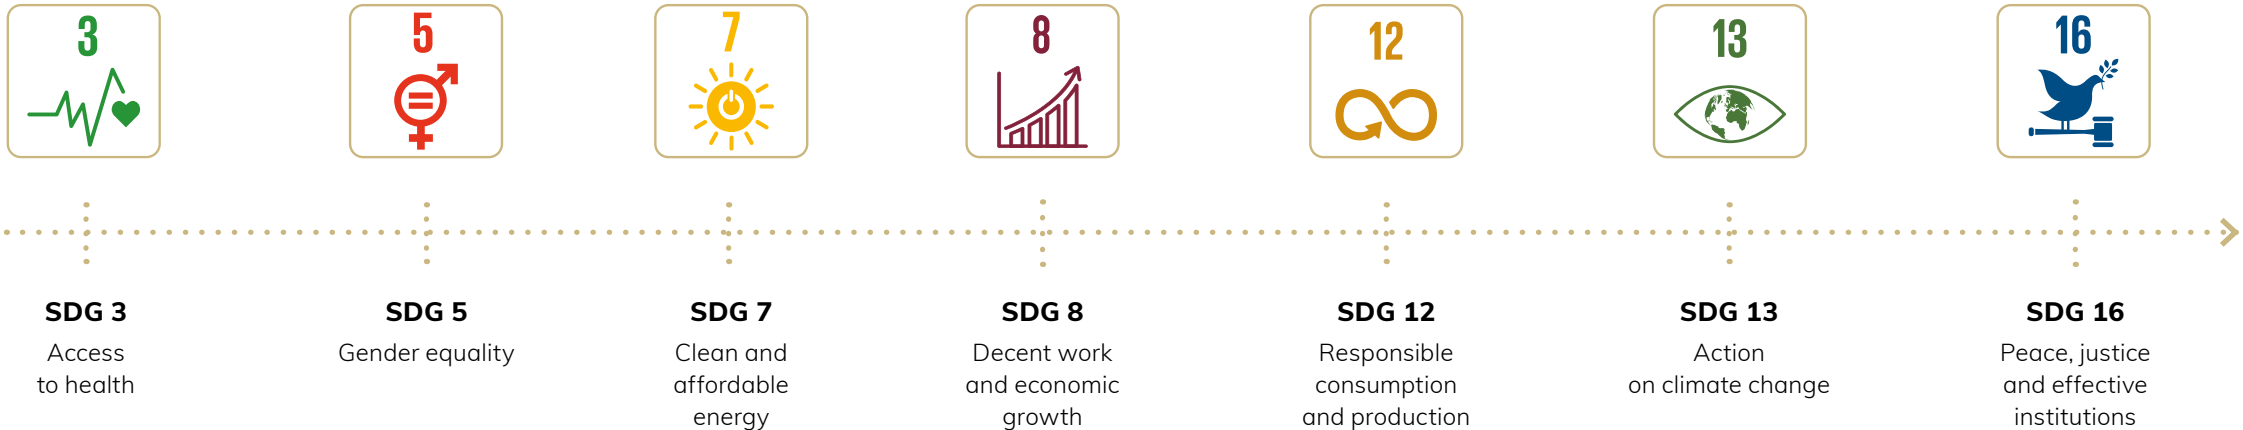 3
5
7
8
12
13
16
SDG 3
Access
to health
SDG 5
Gender equality
SDG 7
Clean and
affordable
energy
SDG 8
Decent work
and economic
growth
SDG 12
Responsible
consumption
and production
SDG 13
Action
on climate change
SDG 16
Peace, justice
and effective
institutions